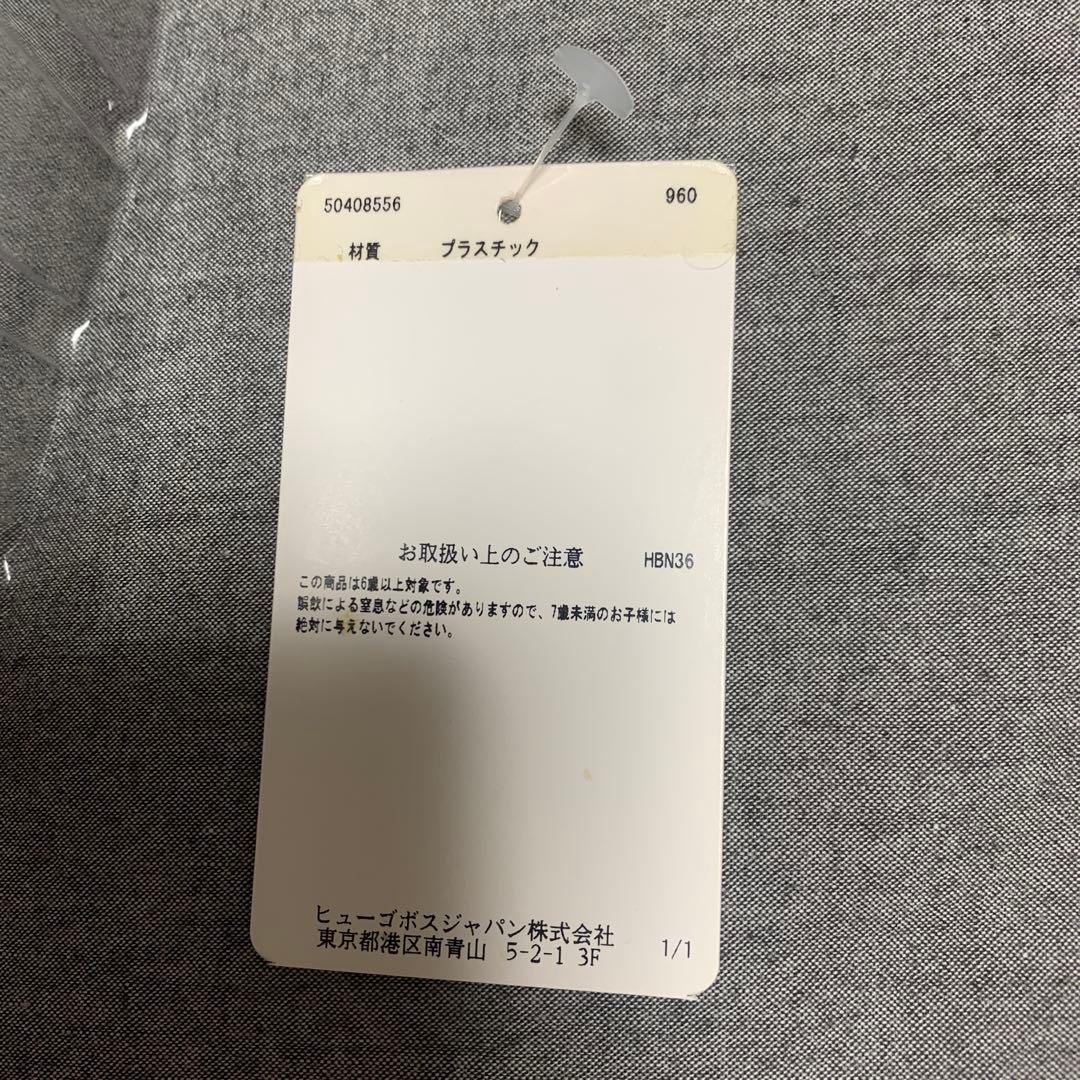 50408556 960
材質 プラスチック
お取扱い上のご注意 HBN36
この商品は6歳以上対象です。
誤飲による窒息などの危険がありますので、7歳未満のお子様には
絶対に与えないでください。
ヒューゴボスジャパン株式会社
東京都港区南青山 5-2-1 3F 1/1